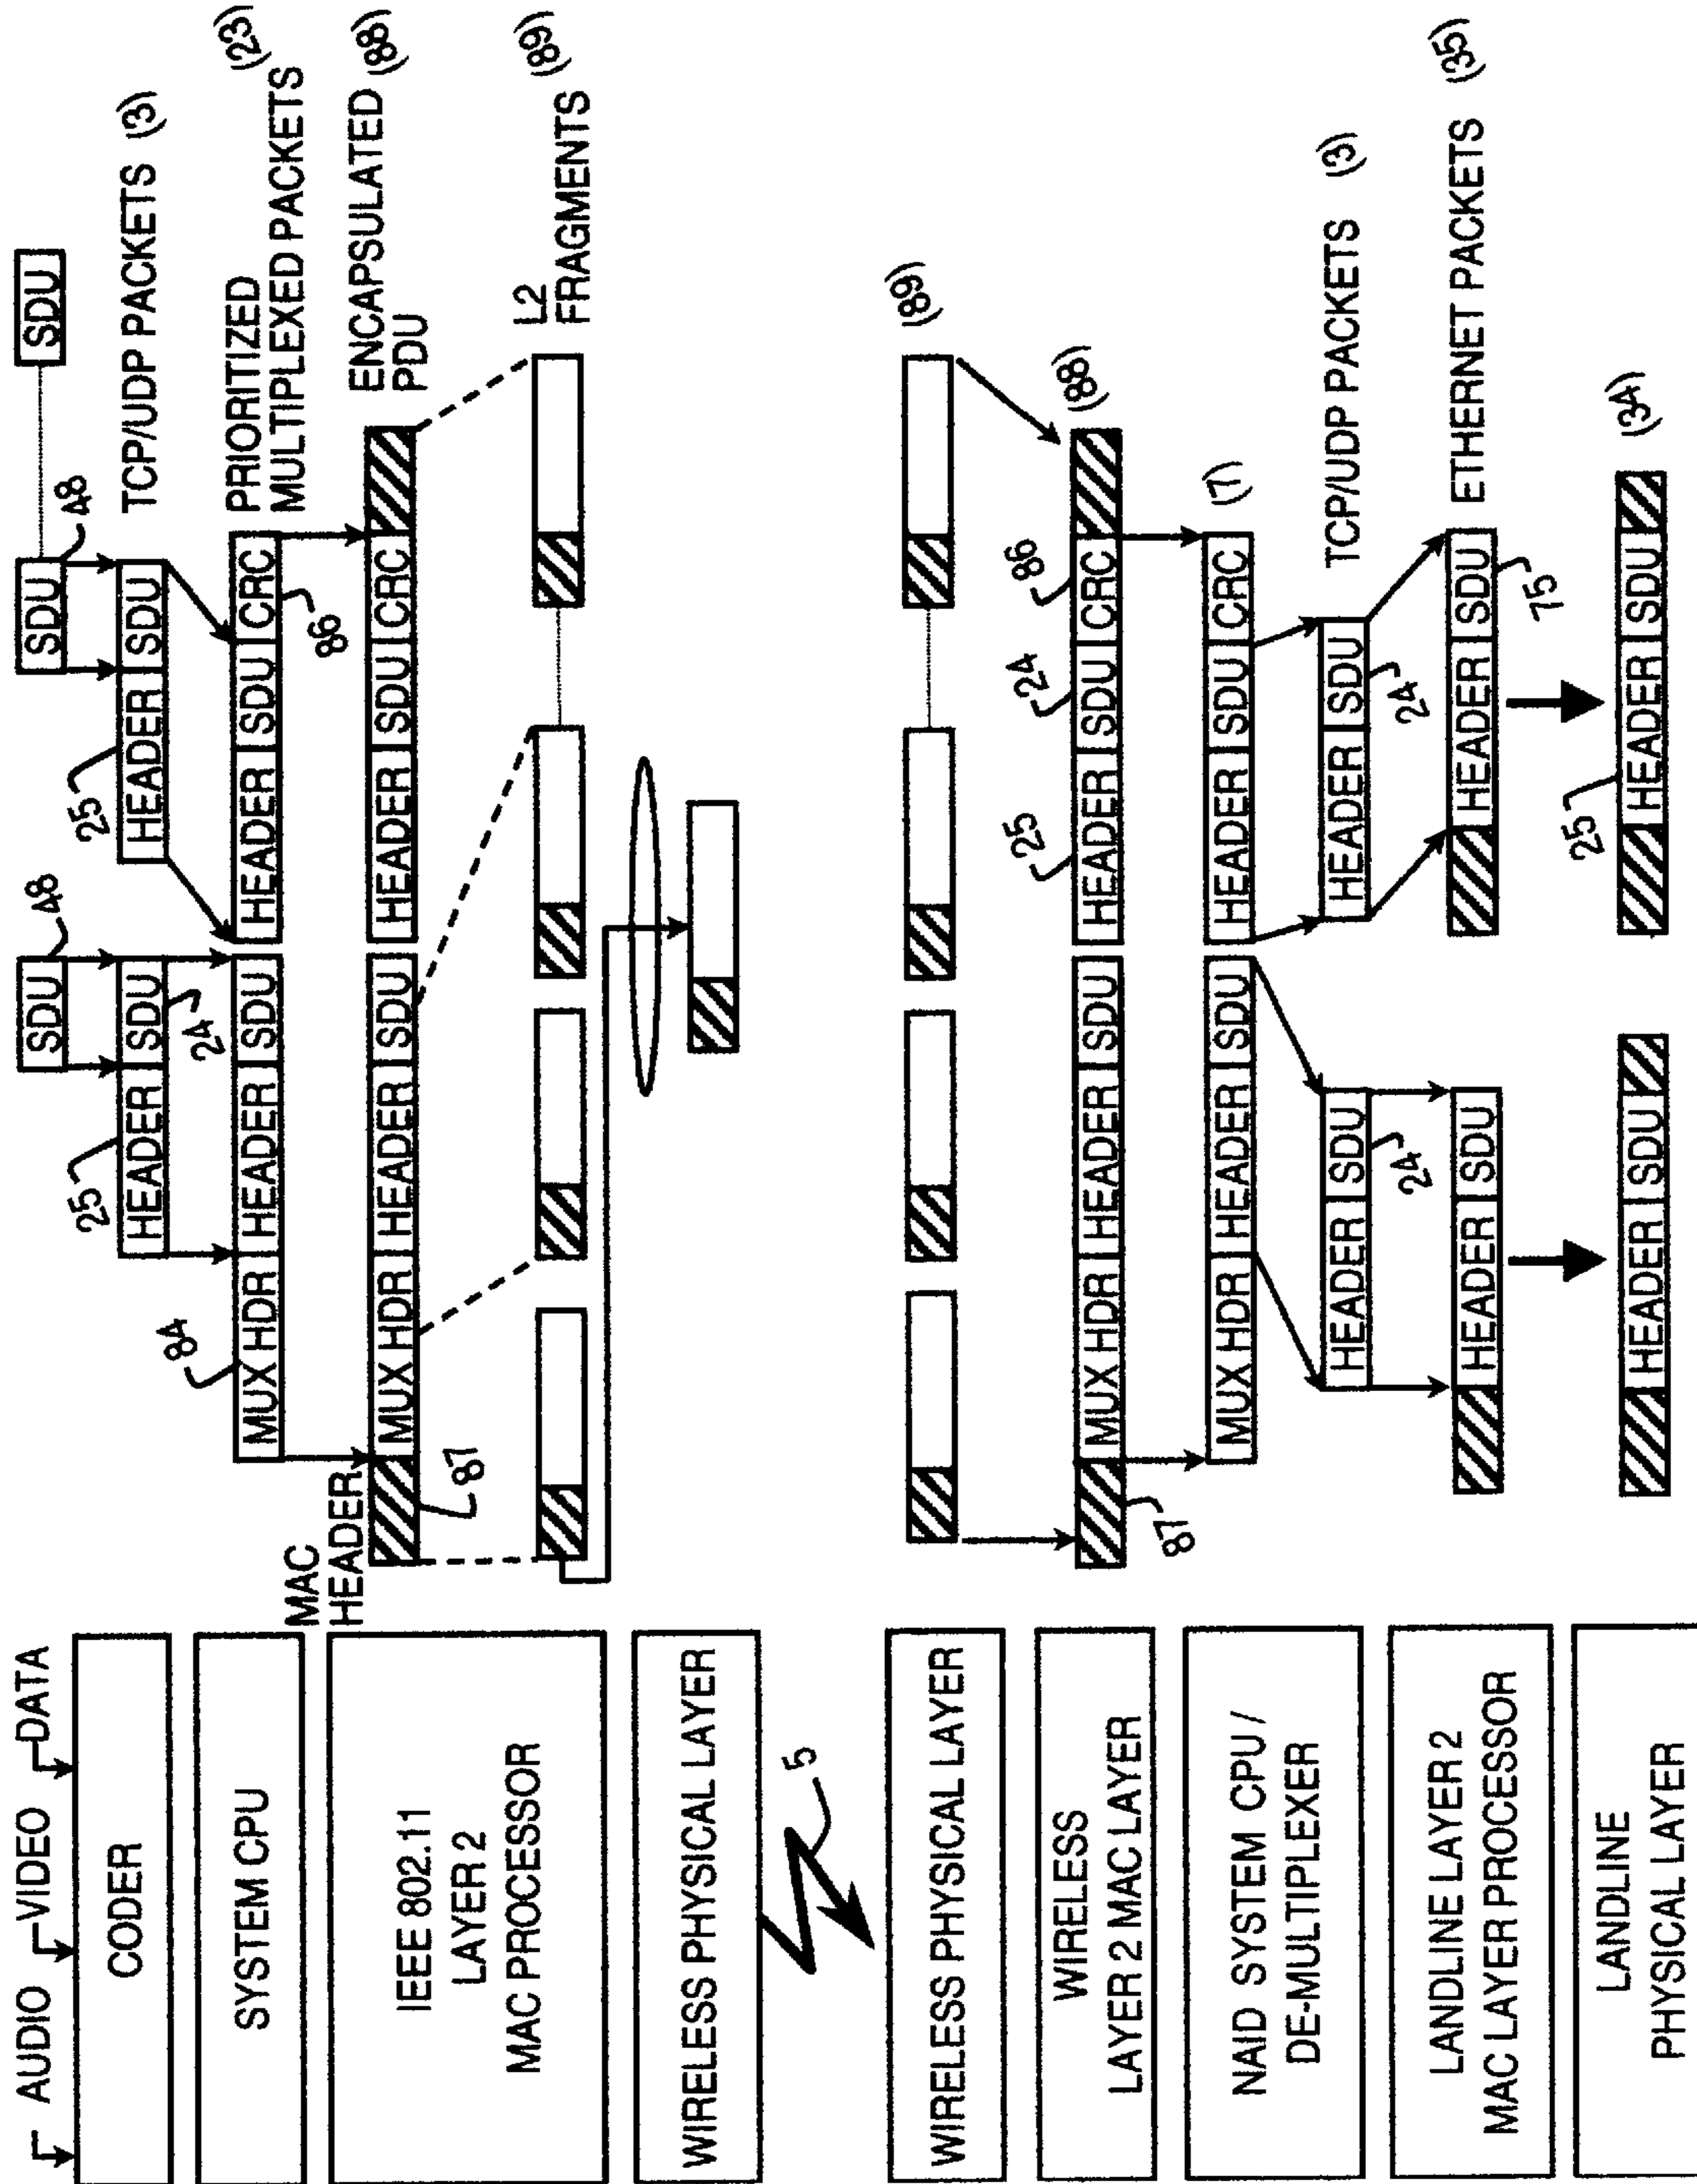 AUDIO VIDEO DATA
CODER
SYSTEM CPU
IEEE 802.11
LAYER 2
MAC PROCESSOR
WIRELESS PHYSICAL LAYER
5
WIRELESS PHYSICAL LAYER
WIRELESS
LAYER 2 MAC LAYER
NAID SYSTEM CPU /
DE-MULTIPLEXER
LANDLINE LAYER 2
MAC LAYER PROCESSOR
LANDLINE
PHYSICAL LAYER
SDU 48 SDU 48 SDU
25 HEADER SDU 24 25 HEADER SDU TCP/UDP PACKETS (3)
84 MUX HDR HEADER SDU HEADER SDU CRC 86
PRIORITIZED (23)
MULTIPLEXED PACKETS
MAC
HEADER
87 MUX HDR HEADER SDU HEADER SDU CRC
ENCAPSULATED (88)
PDU
L2 (89)
FRAGMENTS
(89)
87 MUX HDR HEADER SDU 25 HEADER 24 SDU 86 CRC (88)
MUX HDR HEADER SDU HEADER SDU CRC (7)
HEADER SDU 24 HEADER SDU 24 TCP/UDP PACKETS (3)
HEADER SDU HEADER SDU 75 ETHERNET PACKETS (35)
HEADER SDU 25 HEADER SDU (34)